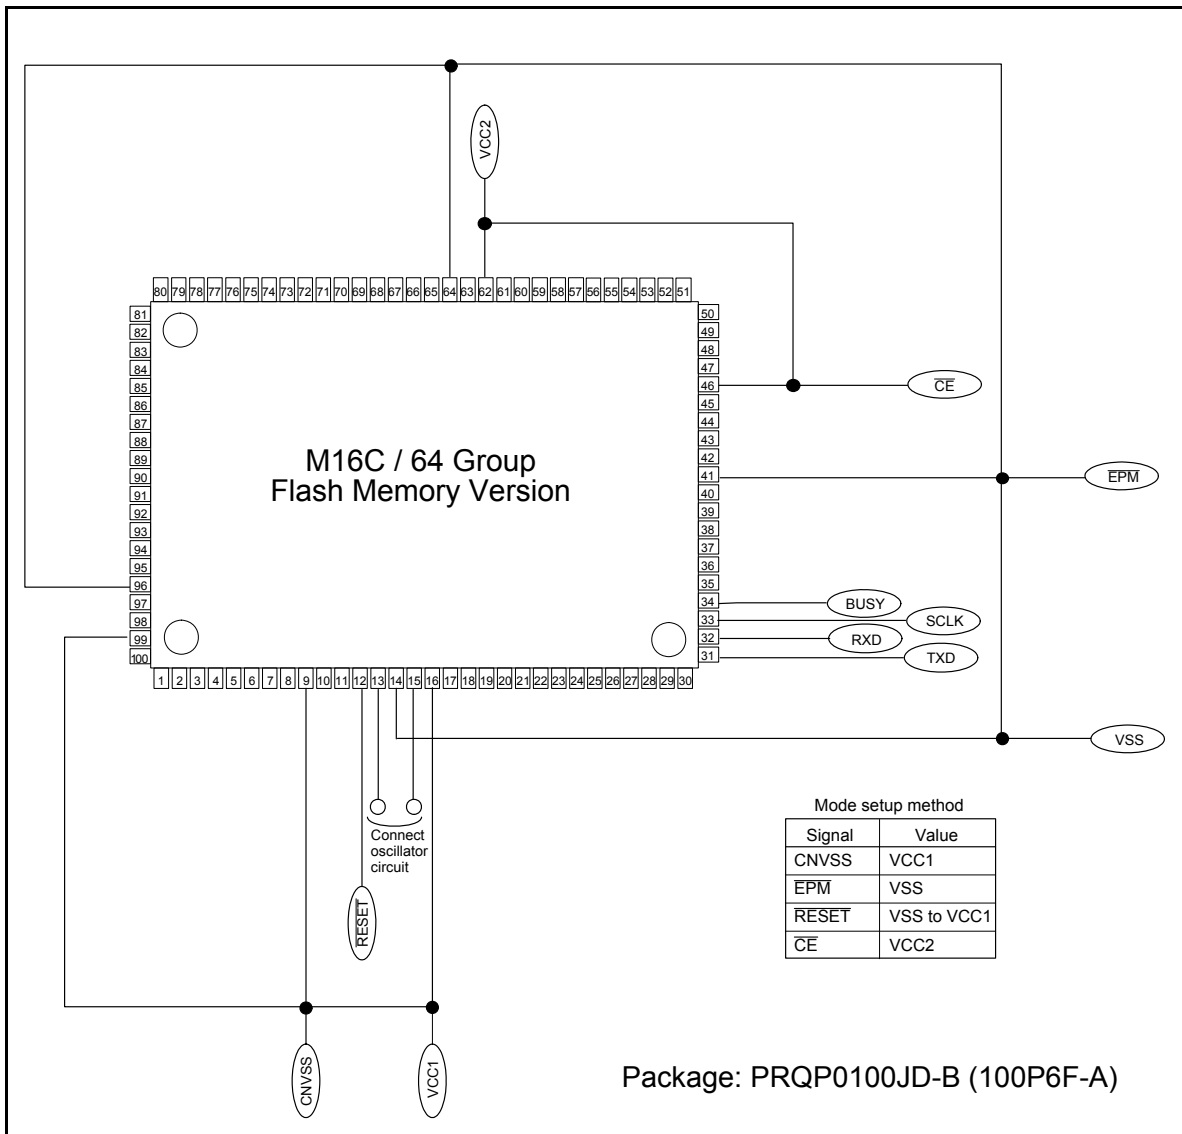 VCC2
80 79 78 77 76 75 74 73 72 71 70 69 68 67 66 65 64 63 62 61 60 59 58 57 56 55 54 53 52 51
81
82
83
84
85
86
87
88
89
90
91
92
93
94
95
96
97
98
99
100
M16C / 64 Group
Flash Memory Version
50
49
48
47
46
45
44
43
42
41
40
39
38
37
36
35
34
33
32
31
CE
EPM
BUSY
SCLK
RXD
TXD
VSS
1 2 3 4 5 6 7 8 9 10 11 12 13 14 15 16 17 18 19 20 21 22 23 24 25 26 27 28 29 30
Connect
oscillator
circuit
RESET
CNVSS
VCC1
Mode setup method
Signal Value
CNVSS VCC1
EPM VSS
RESET VSS to VCC1
CE VCC2
Package: PRQP0100JD-B (100P6F-A)